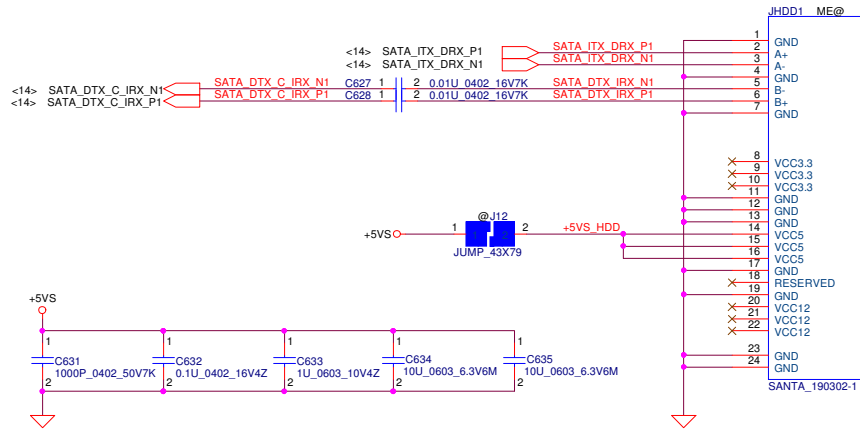 JHDD1 ME@
1 GND
<14> SATA_ITX_DRX_P1 SATA_ITX_DRX_P1 2 A+
<14> SATA_ITX_DRX_N1 SATA_ITX_DRX_N1 3 A-
4 GND
<14> SATA_DTX_C_IRX_N1 SATA_DTX_C_IRX_N1 C627 1 2 0.01U_0402_16V7K SATA_DTX_IRX_N1 5 B-
<14> SATA_DTX_C_IRX_P1 SATA_DTX_C_IRX_P1 C628 1 2 0.01U_0402_16V7K SATA_DTX_IRX_P1 6 B+
7 GND
8 VCC3.3
9 VCC3.3
10 VCC3.3
11 GND
12 GND
13 GND
@J12
+5VS 1 2 +5VS_HDD 14 VCC5
JUMP_43X79
15 VCC5
16 VCC5
17 GND
18 RESERVED
19 GND
20 VCC12
21 VCC12
22 VCC12
23 GND
24 GND
SANTA_190302-1
+5VS
1 1 1 1 1
C631 C632 C633 C634 C635
1000P_0402_50V7K 0.1U_0402_16V4Z 1U_0603_10V4Z 10U_0603_6.3V6M 10U_0603_6.3V6M
2 2 2 2 2